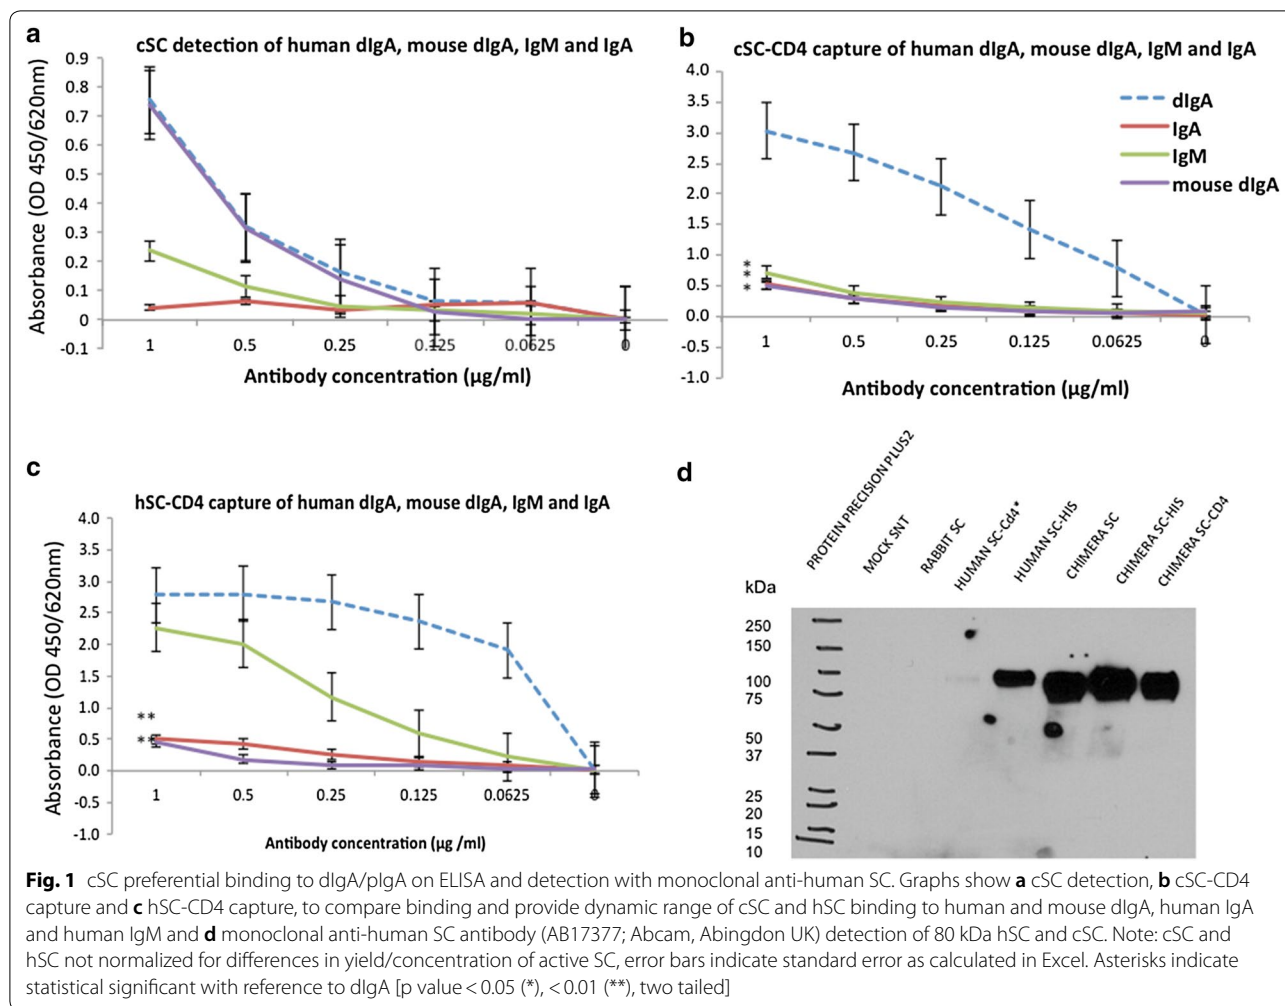 a
cSC detection of human dIgA, mouse dIgA, IgM and IgA
Absorbance (OD 450/620nm)
0.9
0.8
0.7
0.6
0.5
0.4
0.3
0.2
0.1
0
-0.1
1 0.5 0.25 0.125 0.0625 0
Antibody concentration (µg/ml)
b
cSC-CD4 capture of human dIgA, mouse dIgA, IgM and IgA
4.0
3.5
3.0
2.5
2.0
1.5
1.0
0.5
0.0
-0.5
-1.0
dIgA
IgA
IgM
mouse dIgA
*
*
*
1 0.5 0.25 0.125 0.0625 0
Antibody concentration (µg/ml)
c
hSC-CD4 capture of human dIgA, mouse dIgA, IgM and IgA
Absorbance (OD 450/620nm)
4.0
3.5
3.0
2.5
2.0
1.5
1.0
0.5
0.0
-0.5
-1.0
**
**
1 0.5 0.25 0.125 0.0625 0
Antibody concentration (µg /ml)
d
PROTEIN PRECISION PLUS2
MOCK SNT
RABBIT SC
HUMAN SC-Cd4*
HUMAN SC-HIS
CHIMERA SC
CHIMERA SC-HIS
CHIMERA SC-CD4
kDa
250
150
100
75
50
37
25
20
15
10
Fig. 1 cSC preferential binding to dIgA/pIgA on ELISA and detection with monoclonal anti-human SC. Graphs show a cSC detection, b cSC-CD4
capture and c hSC-CD4 capture, to compare binding and provide dynamic range of cSC and hSC binding to human and mouse dIgA, human IgA
and human IgM and d monoclonal anti-human SC antibody (AB17377; Abcam, Abingdon UK) detection of 80 kDa hSC and cSC. Note: cSC and
hSC not normalized for differences in yield/concentration of active SC, error bars indicate standard error as calculated in Excel. Asterisks indicate
statistical significant with reference to dIgA [p value < 0.05 (*), < 0.01 (**), two tailed]